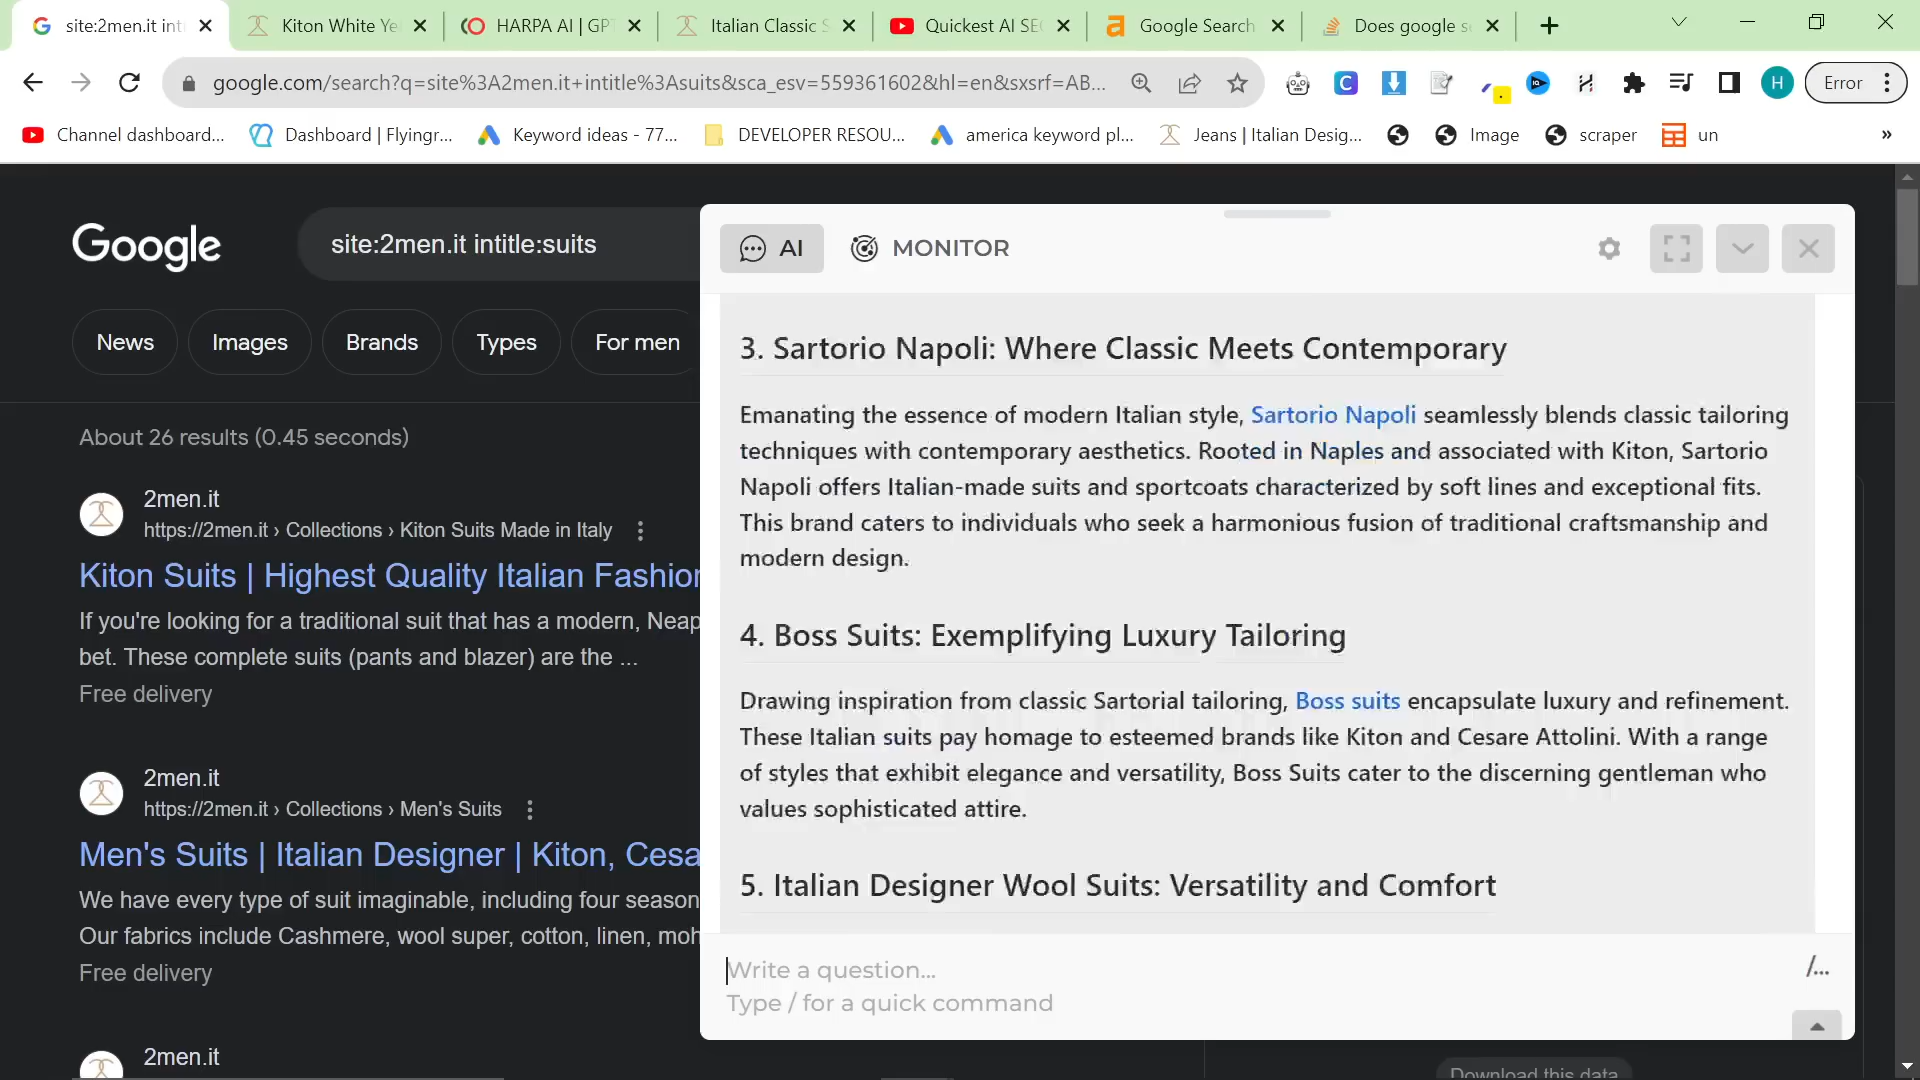 site:2men.it inti
Kiton White Ye
HARPA AI | GP
Italian Classic S
Quickest AI SE
Google Search
Does google se
google.com/search?q=site%3A2men.it+intitle%3Asuits&sca_esv=559361602&hl=en&sxsrf=AB...
Error
Channel dashboard...
Dashboard | Flyingr...
Keyword ideas - 77...
DEVELOPER RESOU...
america keyword pl...
Jeans | Italian Desig...
Image
scraper
un
»
Google
site:2men.it intitle:suits
News
Images
Brands
Types
For men
About 26 results (0.45 seconds)
2men.it
https://2men.it › Collections › Kiton Suits Made in Italy
Kiton Suits | Highest Quality Italian Fashion
If you're looking for a traditional suit that has a modern, Neap
bet. These complete suits (pants and blazer) are the ...
Free delivery
2men.it
https://2men.it › Collections › Men's Suits
Men's Suits | Italian Designer | Kiton, Cesa
We have every type of suit imaginable, including four season
Our fabrics include Cashmere, wool super, cotton, linen, moh
Free delivery
2men.it
AI
MONITOR
3. Sartorio Napoli: Where Classic Meets Contemporary
Emanating the essence of modern Italian style, Sartorio Napoli seamlessly blends classic tailoring
techniques with contemporary aesthetics. Rooted in Naples and associated with Kiton, Sartorio
Napoli offers Italian-made suits and sportcoats characterized by soft lines and exceptional fits.
This brand caters to individuals who seek a harmonious fusion of traditional craftsmanship and
modern design.
4. Boss Suits: Exemplifying Luxury Tailoring
Drawing inspiration from classic Sartorial tailoring, Boss suits encapsulate luxury and refinement.
These Italian suits pay homage to esteemed brands like Kiton and Cesare Attolini. With a range
of styles that exhibit elegance and versatility, Boss Suits cater to the discerning gentleman who
values sophisticated attire.
5. Italian Designer Wool Suits: Versatility and Comfort
Write a question...
Type / for a quick command
/...
Download this data